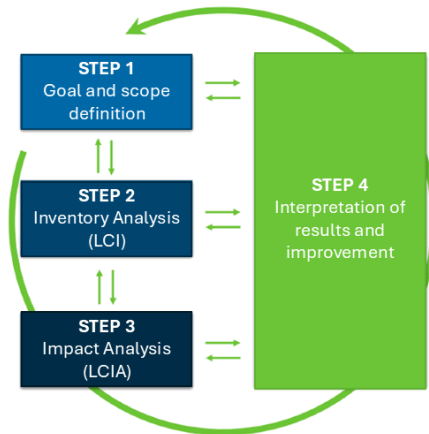 STEP 1
Goal and scope
definition
STEP 2
Inventory Analysis
(LCI)
STEP 3
Impact Analysis
(LCIA)
STEP 4
Interpretation of
results and
improvement